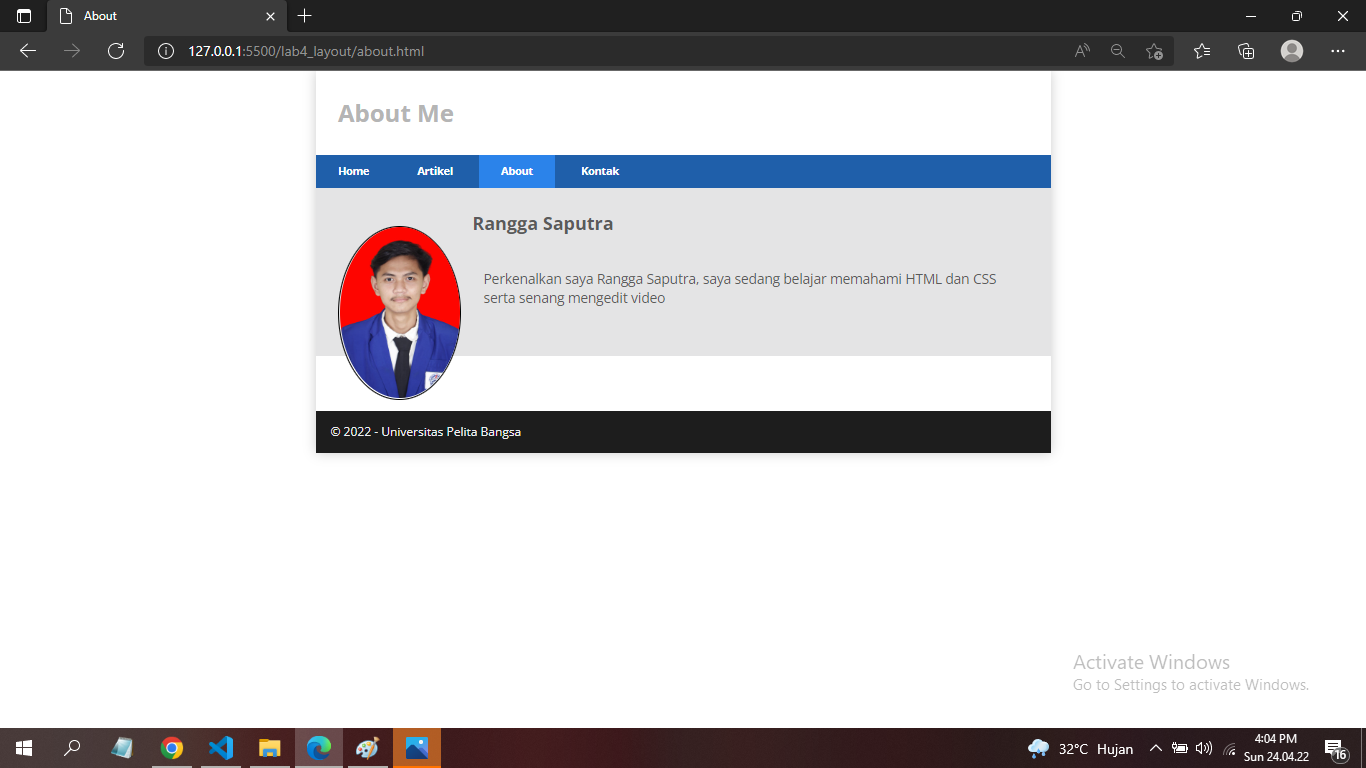 About
127.0.0.1:5500/lab4_layout/about.html
About Me
Home Artikel About Kontak
Rangga Saputra
Perkenalkan saya Rangga Saputra, saya sedang belajar memahami HTML dan CSS
serta senang mengedit video
© 2022 - Universitas Pelita Bangsa
Activate Windows
Go to Settings to activate Windows.
32°C Hujan
4:04 PM
Sun 24.04.22
16